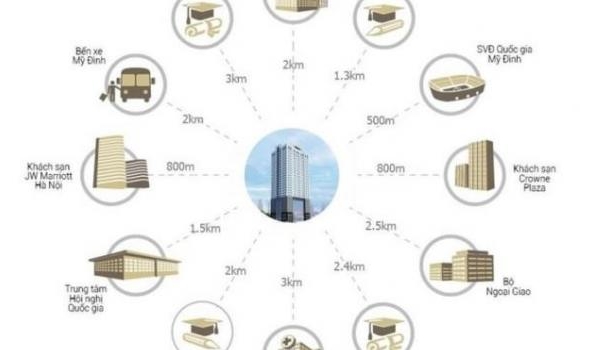 2km
3km
1.3km
Bến xe
Mỹ Đình
SVĐ Quốc gia
Mỹ Đình
2km
500m
Khách sạn
JW Marriott
Hà Nội
800m
800m
Khách sạn
Crowne
Plaza
1.5km
2.5km
Trung tâm
Hội nghị
Quốc gia
2km
3km
2.4km
Bộ
Ngoại Giao